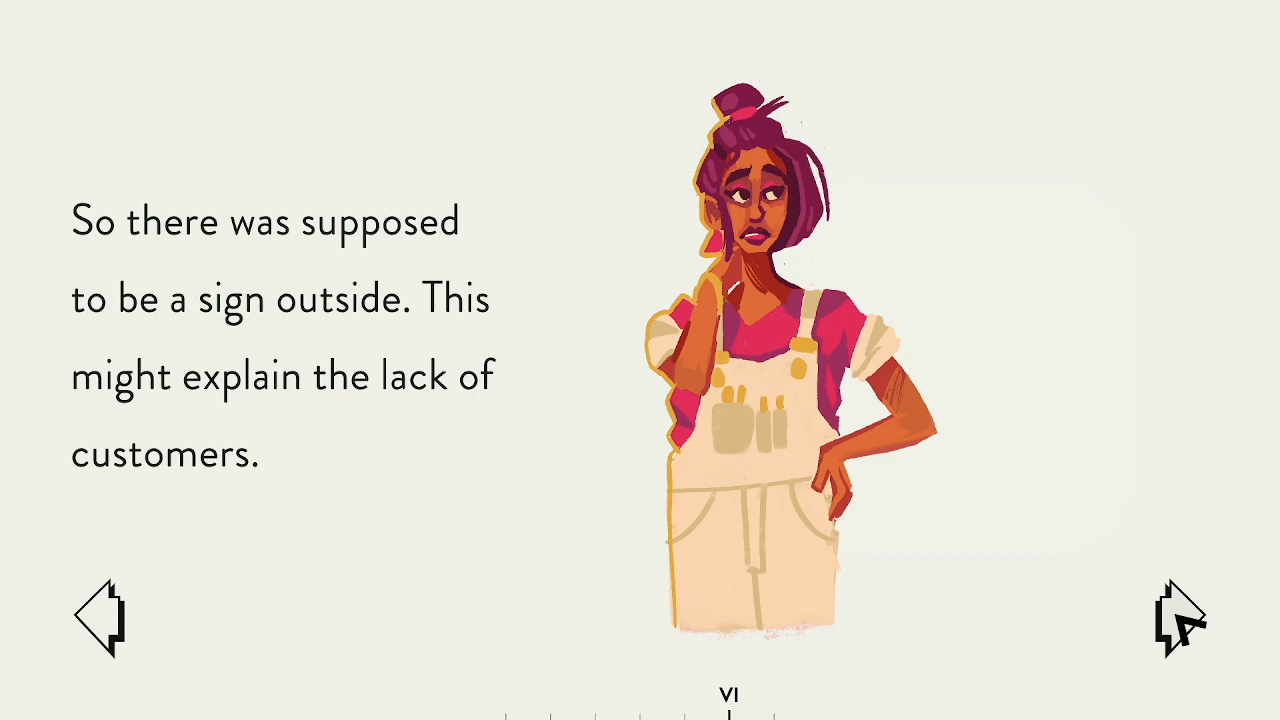 So there was supposed
to be a sign outside. This
might explain the lack of
customers.
VI